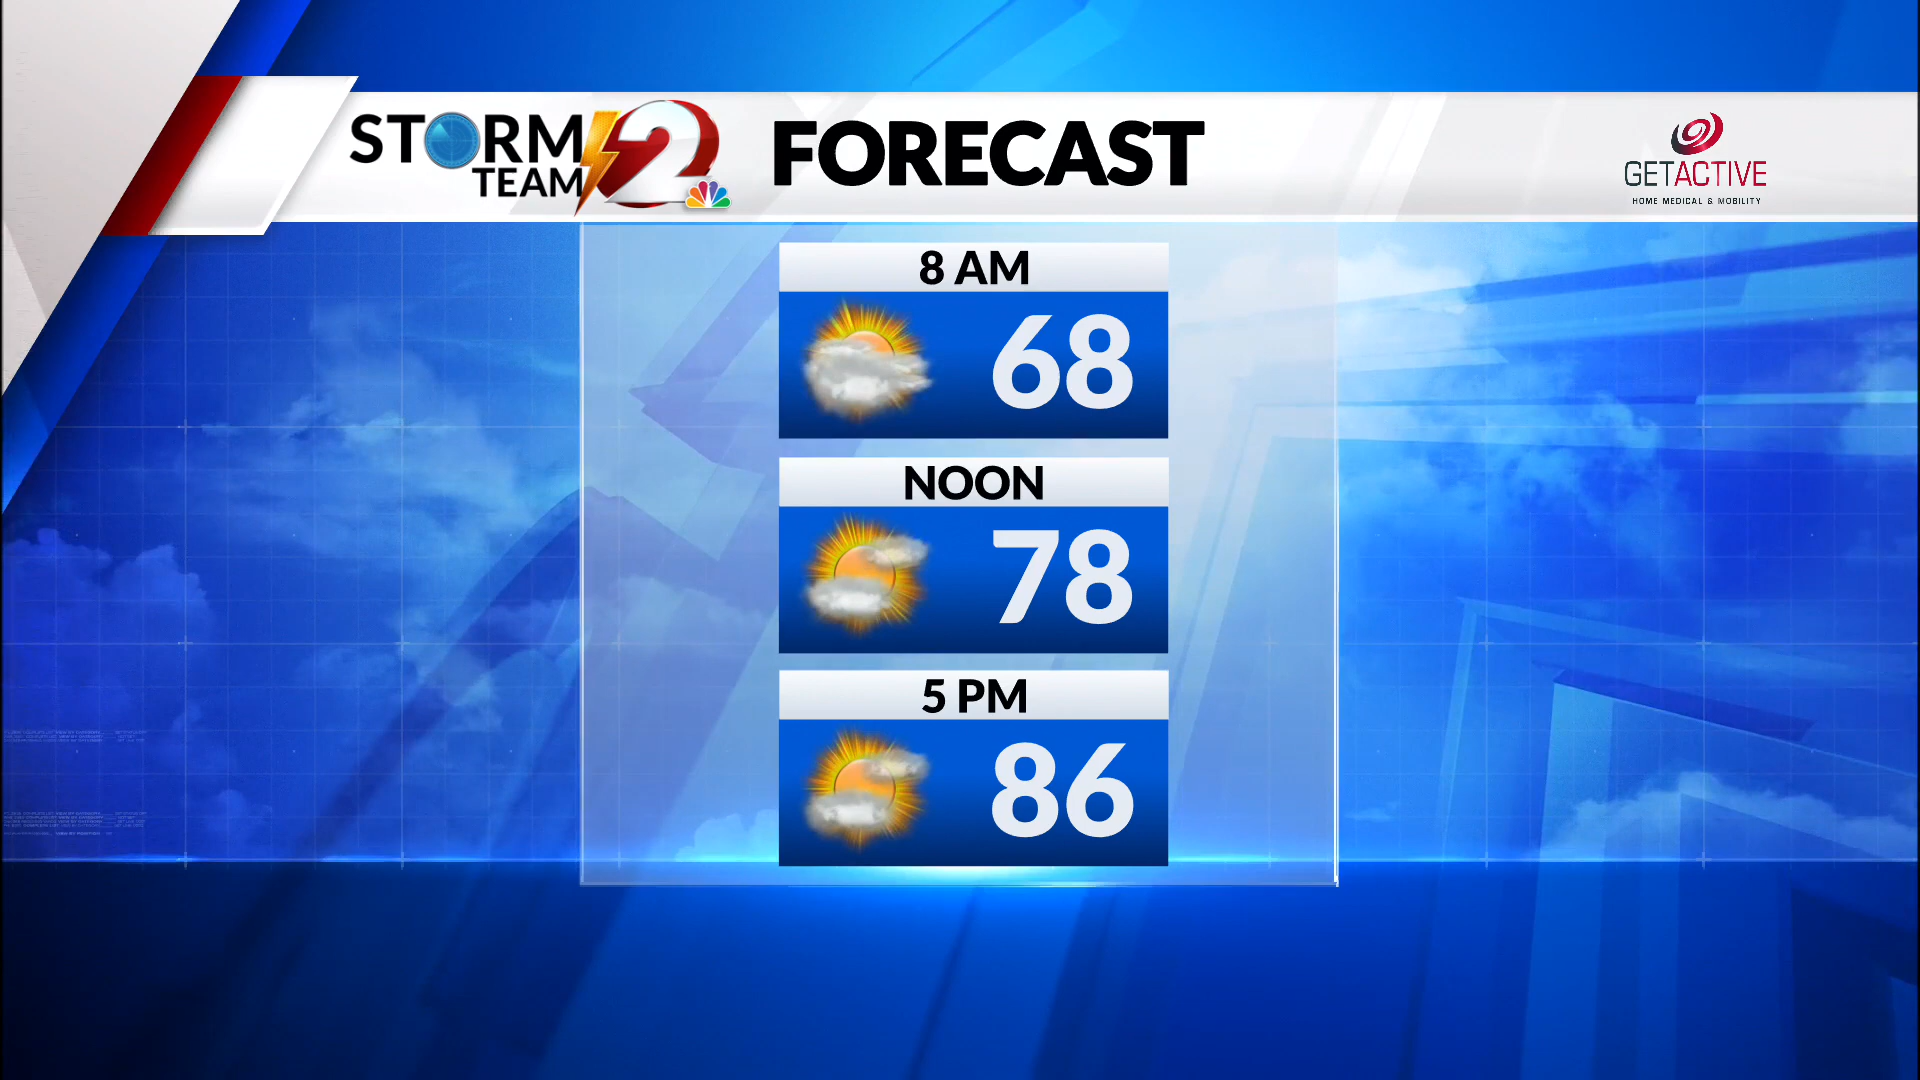 STORM
TEAM
2
FORECAST
GETACTIVE
HOME MEDICAL & MOBILITY
8 AM
68
NOON
78
5 PM
86